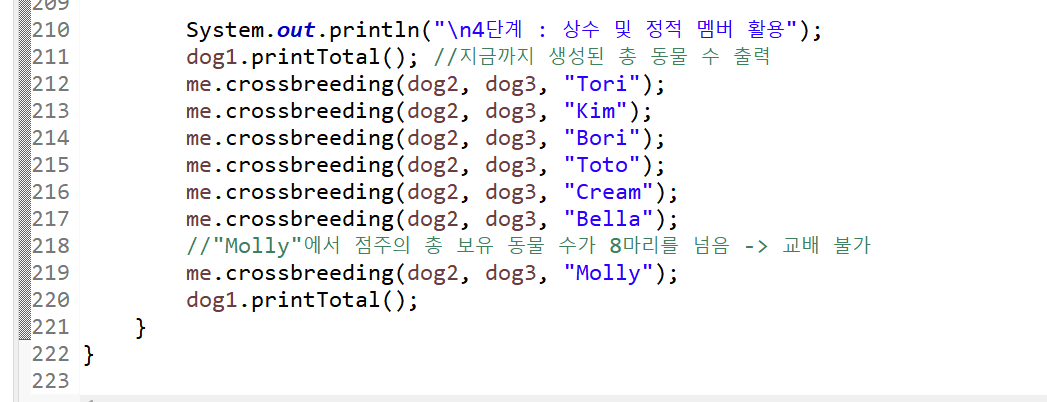 209
210 System.out.println("\n4단계 : 상수 및 정적 멤버 활용");
211 dog1.printTotal(); //지금까지 생성된 총 동물 수 출력
212 me.crossbreeding(dog2, dog3, "Tori");
213 me.crossbreeding(dog2, dog3, "Kim");
214 me.crossbreeding(dog2, dog3, "Bori");
215 me.crossbreeding(dog2, dog3, "Toto");
216 me.crossbreeding(dog2, dog3, "Cream");
217 me.crossbreeding(dog2, dog3, "Bella");
218 //"Molly"에서 점주의 총 보유 동물 수가 8마리를 넘음 -> 교배 불가
219 me.crossbreeding(dog2, dog3, "Molly");
220 dog1.printTotal();
221 }
222 }
223